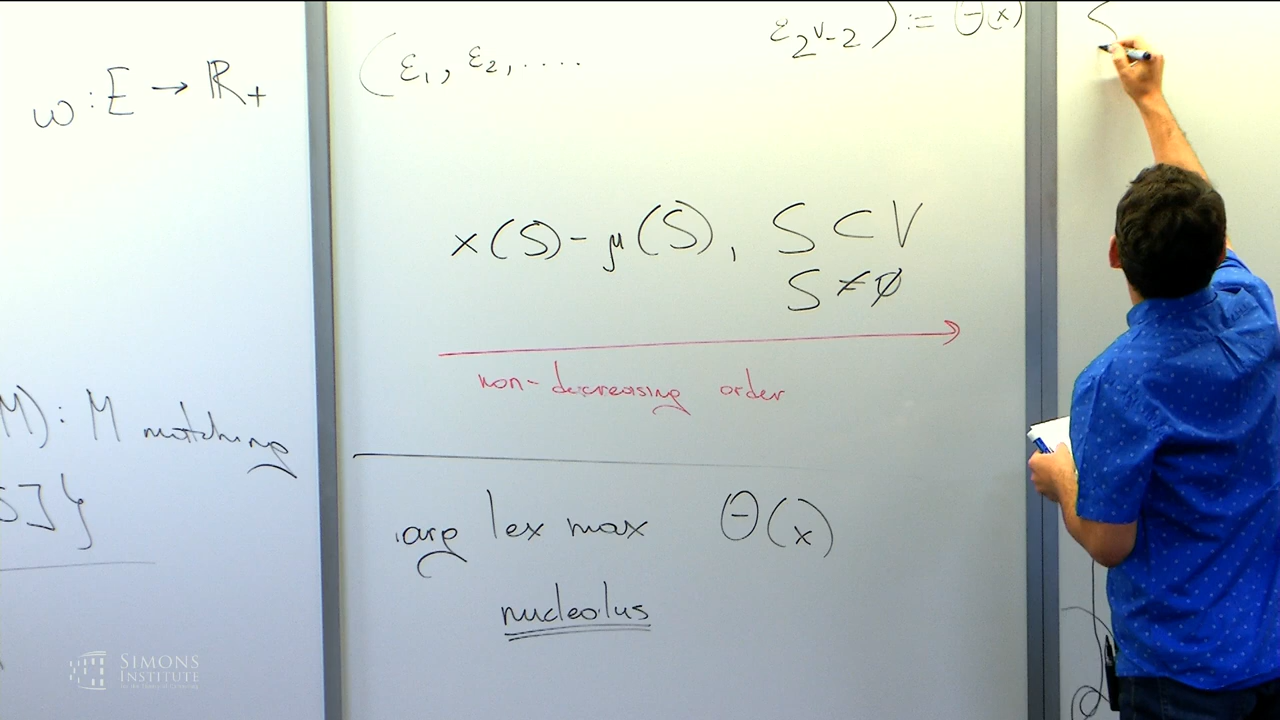 w : E → ℝ₊
M) : M matching
S]}
(ε₁, ε₂, .... ε_{2^V-2}) := Θ(x)
x(S) - μ(S), S ⊂ V
S ≠ ∅
non-decreasing order
arg lex max Θ(x)
nucleolus
{
SIMONS
INSTITUTE